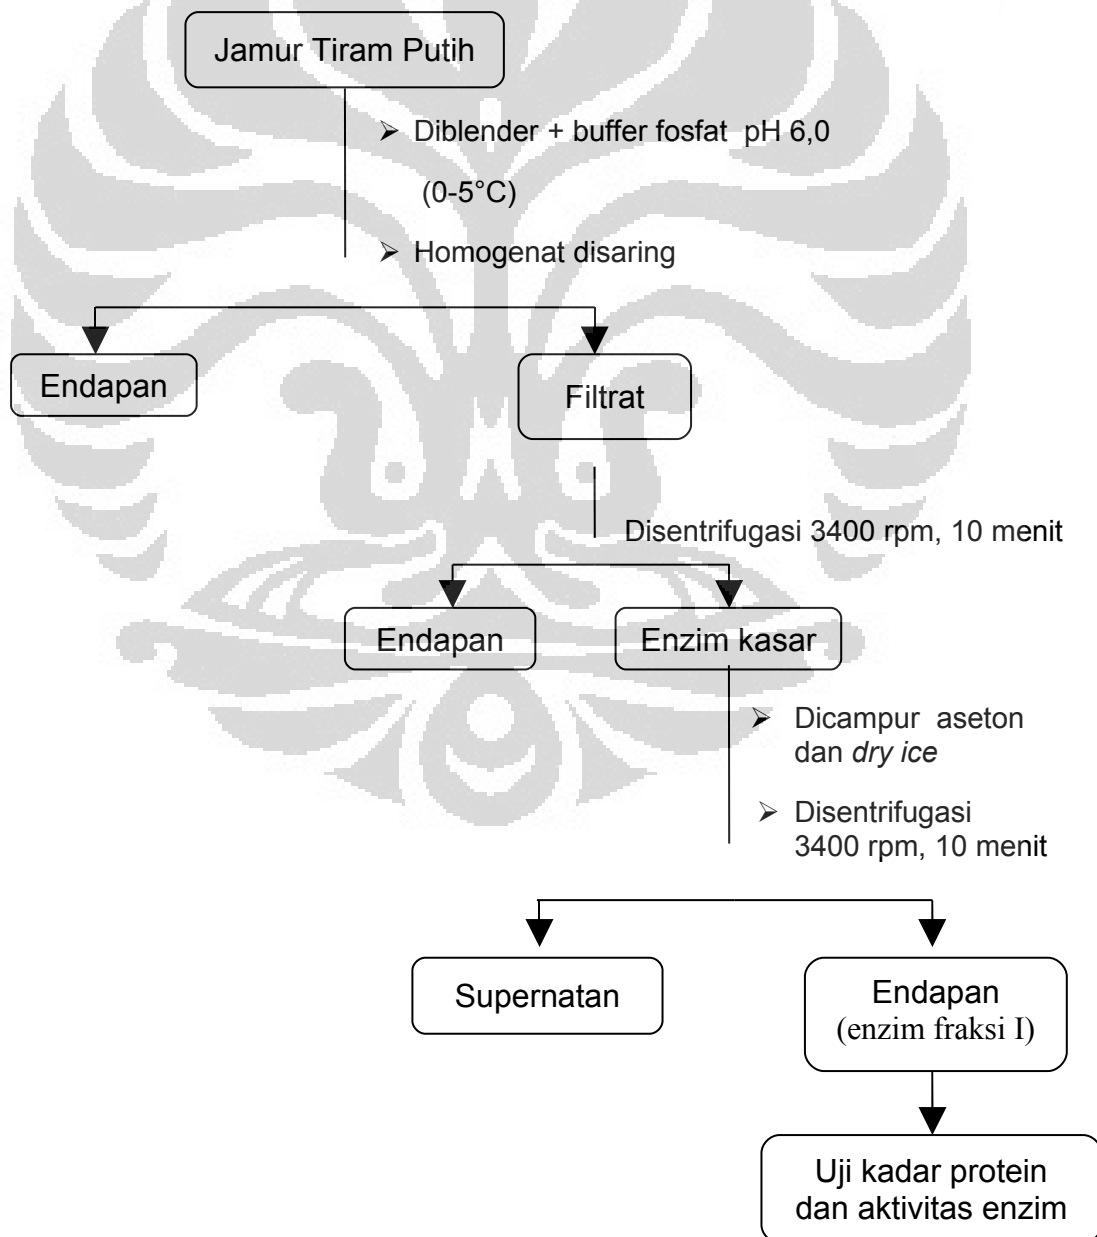 Jamur Tiram Putih
➢ Diblender + buffer fosfat pH 6,0
(0-5°C)
➢ Homogenat disaring
Endapan
Filtrat
Disentrifugasi 3400 rpm, 10 menit
Endapan
Enzim kasar
➢ Dicampur aseton
dan dry ice
➢ Disentrifugasi
3400 rpm, 10 menit
Supernatan
Endapan
(enzim fraksi I)
Uji kadar protein
dan aktivitas enzim